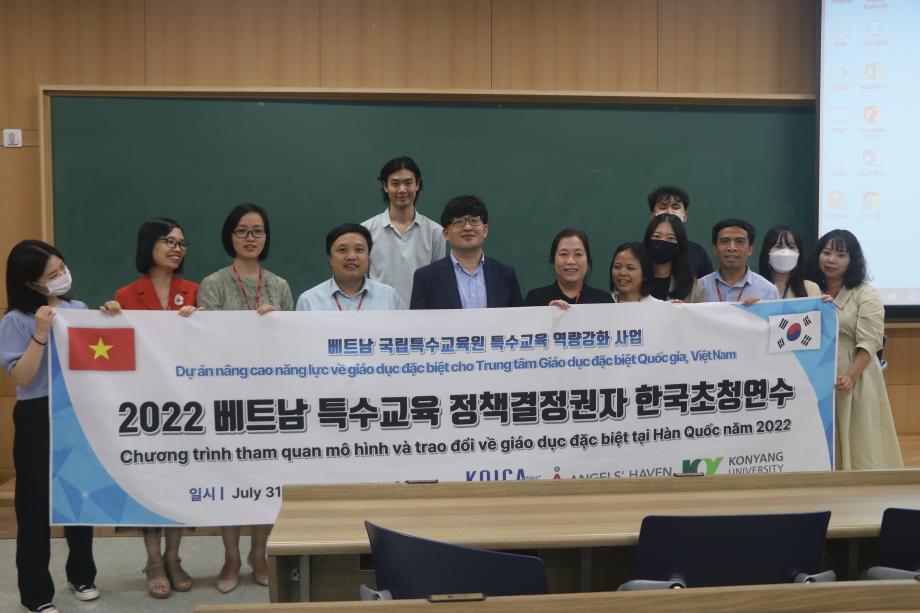 베트남 국립특수교육원 특수교육 역량강화 사업
Dự án nâng cao năng lực về giáo dục đặc biệt cho Trung tâm Giáo dục đặc biệt Quốc gia, Việt Nam
2022 베트남 특수교육 정책결정권자 한국초청연수
Chương trình tham quan mô hình và trao đổi về giáo dục đặc biệt tại Hàn Quốc năm 2022
일시 | July 31
KOICA ANGELS' HAVEN KY KONYANG UNIVERSITY